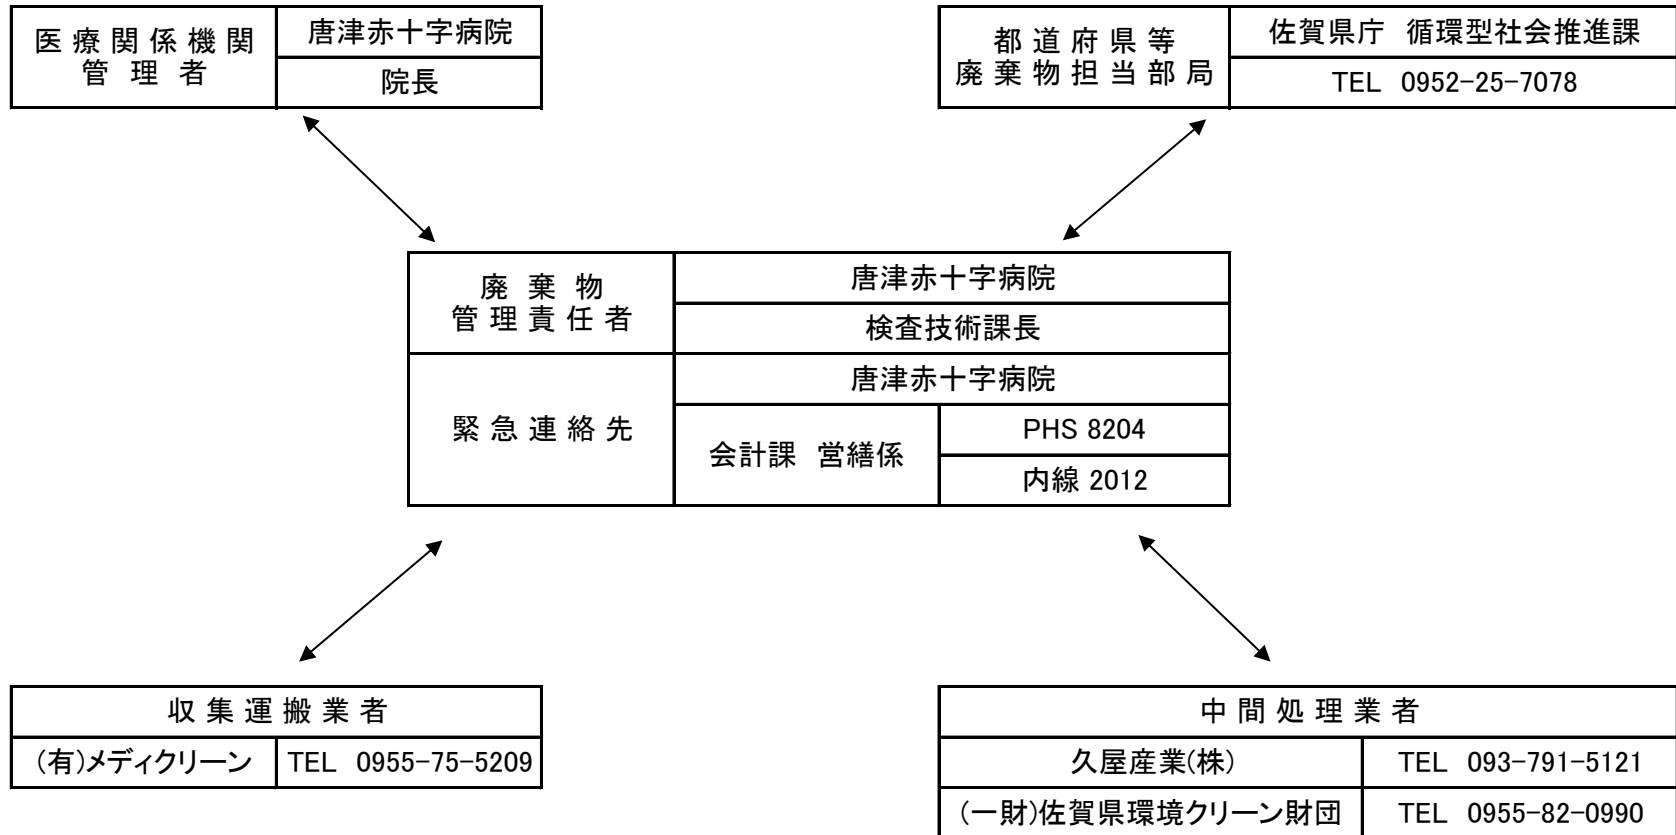 医療関係機関
管理者
唐津赤十字病院
院長
都道府県等
廃棄物担当部局
佐賀県庁　循環型社会推進課
TEL　0952-25-7078
廃棄物
管理責任者
唐津赤十字病院
検査技術課長
緊急連絡先
唐津赤十字病院
会計課　営繕係
PHS 8204
内線 2012
収集運搬業者
(有)メディクリーン
TEL　0955-75-5209
中間処理業者
久屋産業(株)
TEL　093-791-5121
(一財)佐賀県環境クリーン財団
TEL　0955-82-0990